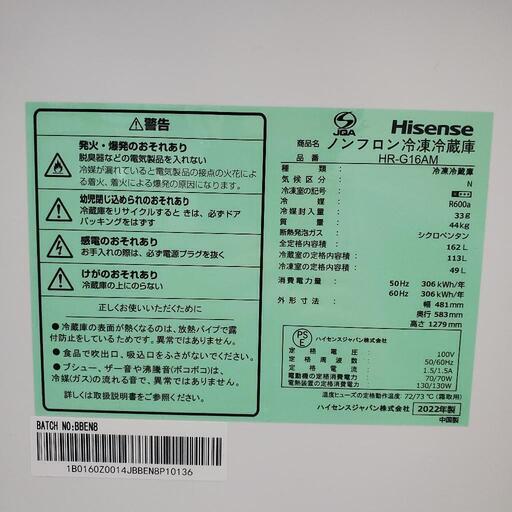 ⚠警告
発火・爆発のおそれあり
脱臭器などの電気製品を入れない
冷媒が漏れていると電気製品の接点の火花に
よる着火、着火による爆発の原因になります。
幼児閉じ込められのおそれあり
冷蔵庫をリサイクルするときは、必ずドア
パッキングをはずす
感電のおそれあり
お手入れの際は、必ず電源プラグを抜く
けがのおそれあり
冷蔵庫の上にのらない
正しくお使いいただくために
●冷蔵庫の表面が熱くなるのは、放熱パイプで露
付防止をしているためです。異常ではありません。
●食品で吹出口、吸込口をふさがないでください。
●プシュー、ザー音や沸騰音(ポコポコ)は、
冷媒(ガス)の流れる音で、異常ではありません。
詳しくは取扱説明書をご覧ください。
JQA
Hisense
商品名 ノンフロン冷凍冷蔵庫
品番 HR-G16AM
種類: 冷凍冷蔵庫
気候区分: N
冷凍室の記号:
冷媒: R600a
冷媒封入量: 33g
質量: 44kg
断熱発泡ガス: シクロペンタン
全定格内容積: 162L
冷蔵室の定格内容積: 113L
冷凍室の定格内容積: 49L
消費電力量: 50Hz 306kWh/年
60Hz 306kWh/年
外形寸法: 幅 481mm
奥行 583mm
高さ 1279mm
PS
E
ハイセンスジャパン株式会社
定格電圧: 100V
定格周波数: 50/60Hz
定格電流: 1.5/1.5A
電動機の定格消費電力: 70/70W
電熱装置の定格消費電力: 130/130W
温度ヒューズの定格動作温度: 72/73℃(霜取用)
ハイセンスジャパン株式会社
2022年製
中国製
BATCH NO:BBEN8
1B0160Z0014JBBEN8P10136